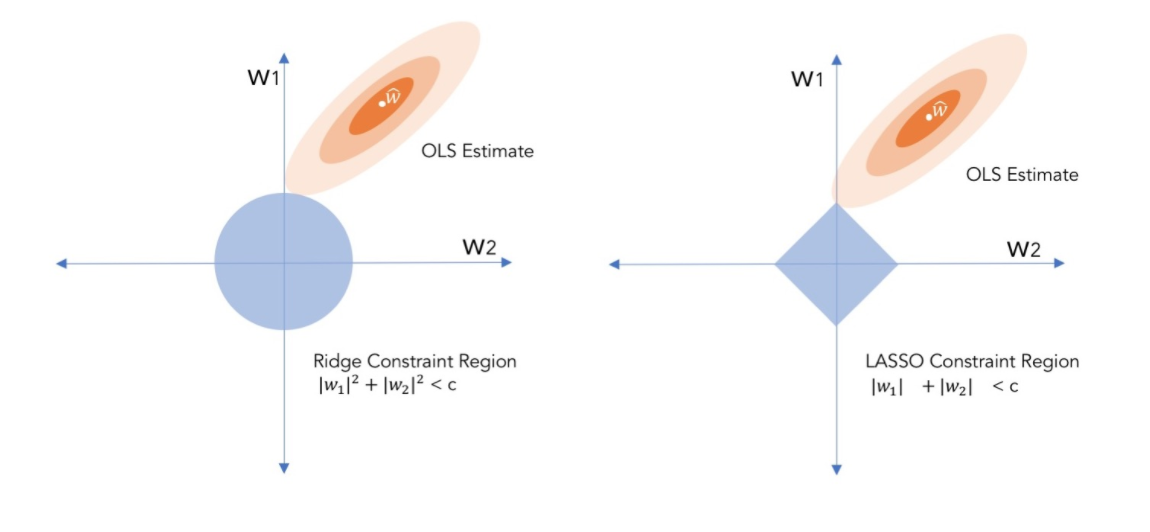 W1
ŵ
OLS Estimate
W2
Ridge Constraint Region
|w₁|² + |w₂|² < c
W1
ŵ
OLS Estimate
W2
LASSO Constraint Region
|w₁| + |w₂| < c